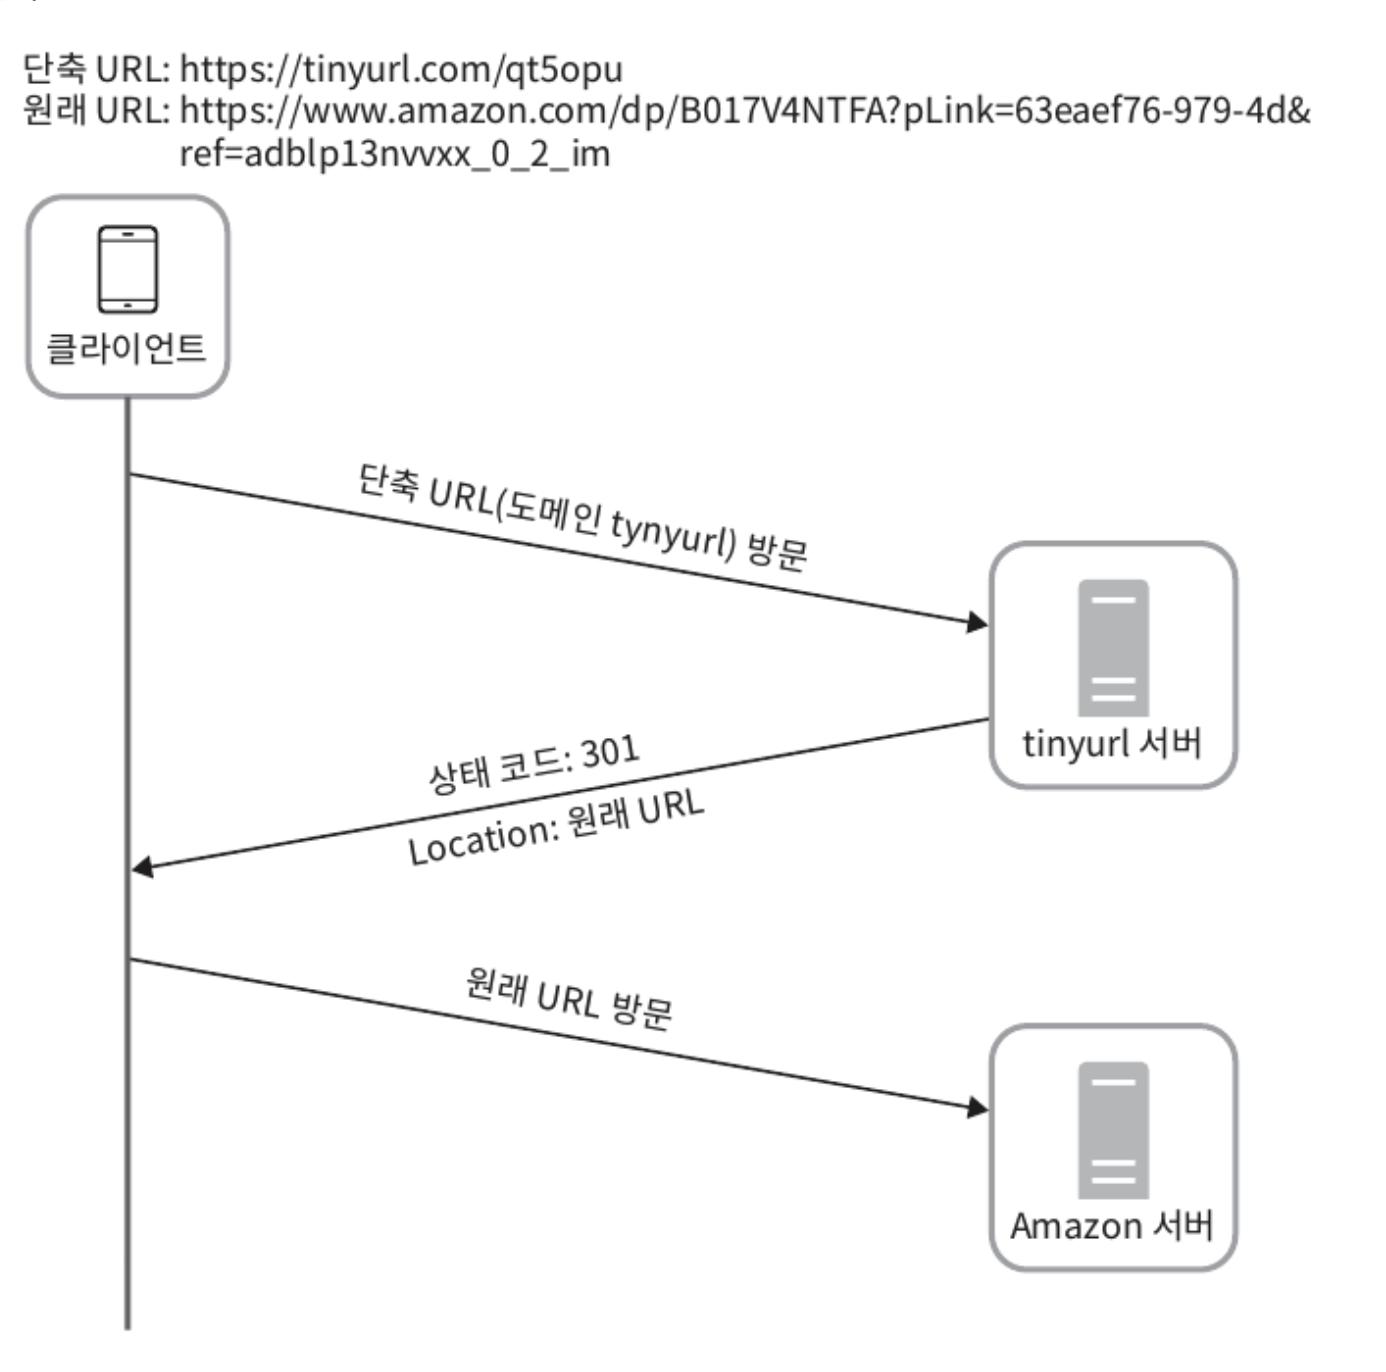 단축 URL: https://tinyurl.com/qt5opu
원래 URL: https://www.amazon.com/dp/B017V4NTFA?pLink=63eaef76-979-4d&
ref=adblp13nvvxx_0_2_im
클라이언트
단축 URL(도메인 tynyurl) 방문
tinyurl 서버
상태 코드: 301
Location: 원래 URL
원래 URL 방문
Amazon 서버